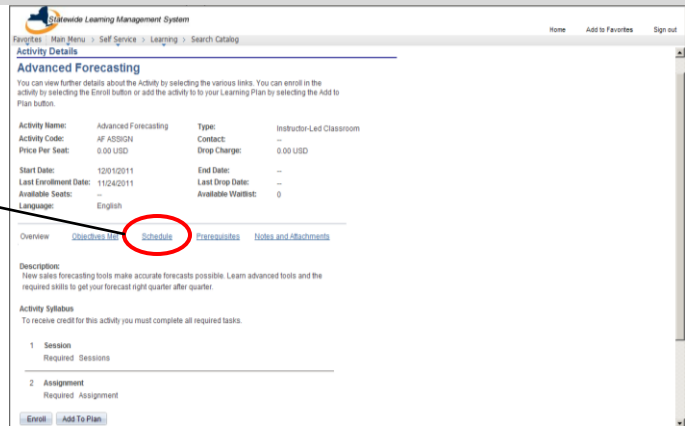 Statewide Learning Management System
Home Add to Favorites Sign out
Favorites Main Menu > Self Service > Learning > Search Catalog
Activity Details
Advanced Forecasting
You can view further details about the Activity by selecting the various links. You can enroll in the
activity by selecting the Enroll button or add the activity to to your Learning Plan by selecting the Add to
Plan button.
Activity Name: Advanced Forecasting Type: Instructor-Led Classroom
Activity Code: AF ASSIGN Contact: --
Price Per Seat: 0.00 USD Drop Charge: 0.00 USD
Start Date: 12/01/2011 End Date: --
Last Enrollment Date: 11/24/2011 Last Drop Date: --
Available Seats: -- Available Waitlist: 0
Language: English
Overview Objectives Met Schedule Prerequisites Notes and Attachments
Description:
New sales forecasting tools make accurate forecasts possible. Learn advanced tools and the
required skills to get your forecast right quarter after quarter.
Activity Syllabus
To receive credit for this activity you must complete all required tasks.
1 Session
Required Sessions
2 Assignment
Required Assignment
Enroll Add To Plan